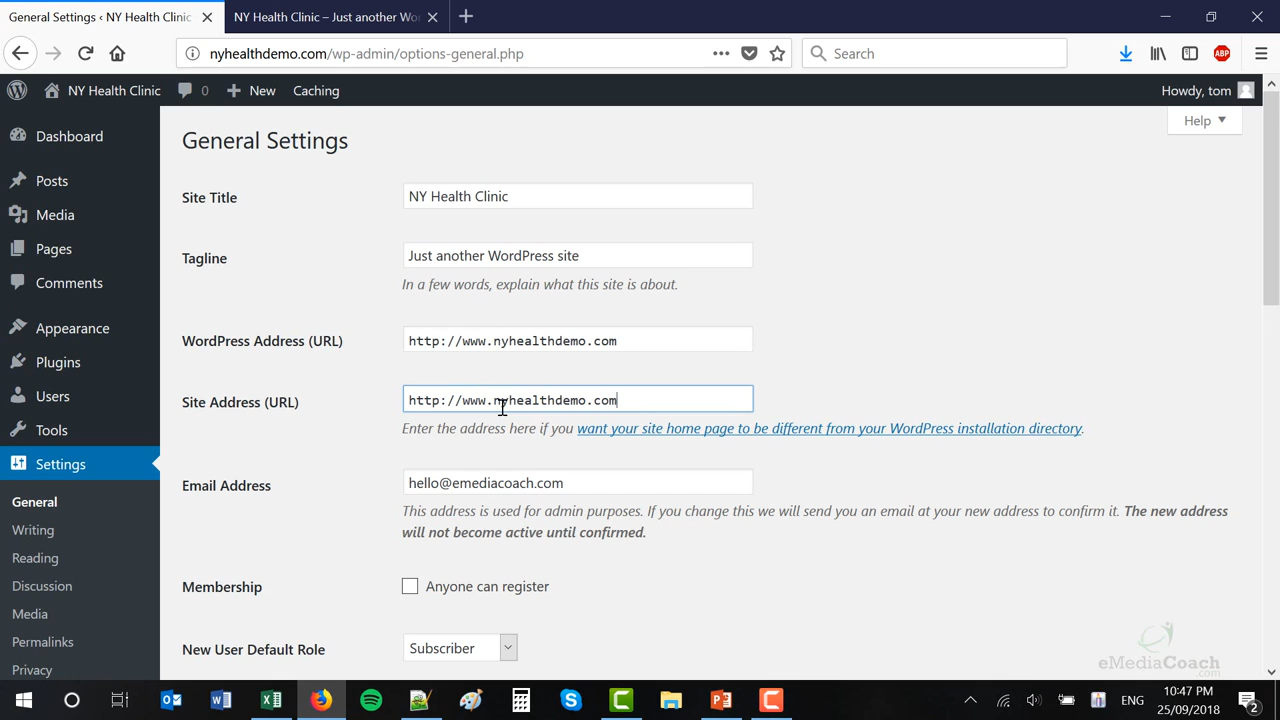 General Settings ‹ NY Health Clinic
NY Health Clinic – Just another Wo
nyhealthdemo.com/wp-admin/options-general.php
Search
ABP
NY Health Clinic
0
New
Caching
Howdy, tom
Dashboard
Posts
Media
Pages
Comments
Appearance
Plugins
Users
Tools
Settings
General
Writing
Reading
Discussion
Media
Permalinks
Privacy
Help
General Settings
Site Title
NY Health Clinic
Tagline
Just another WordPress site
In a few words, explain what this site is about.
WordPress Address (URL)
http://www.nyhealthdemo.com
Site Address (URL)
http://www.nyhealthdemo.com
Enter the address here if you want your site home page to be different from your WordPress installation directory.
Email Address
hello@emediacoach.com
This address is used for admin purposes. If you change this we will send you an email at your new address to confirm it. The new address
will not become active until confirmed.
Membership
Anyone can register
New User Default Role
Subscriber
eMediaCoach
.com
ENG
10:47 PM
25/09/2018
2